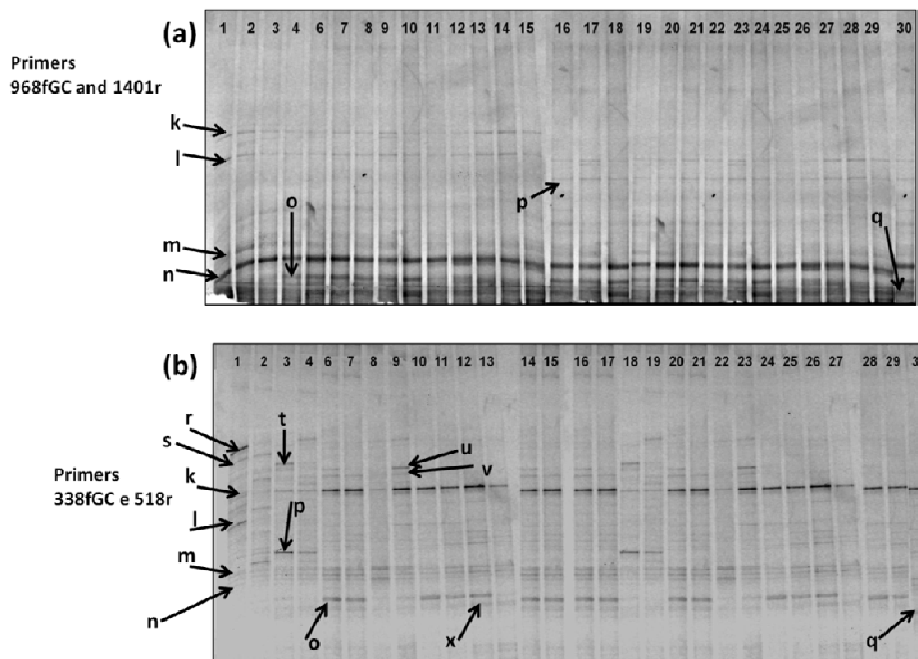 (a)
1 2 3 4 6 7 8 9 10 11 12 13 14 15 16 17 18 19 20 21 22 23 24 25 26 27 28 29 30
Primers
968fGC and 1401r
k
l
p
o
q
m
n
(b)
1 2 3 4 6 7 8 9 10 11 12 13 14 15 16 17 18 19 20 21 22 23 24 25 26 27 28 29 3
r
t
s
u
v
Primers
338fGC e 518r
k
p
l
m
n
o
x
q